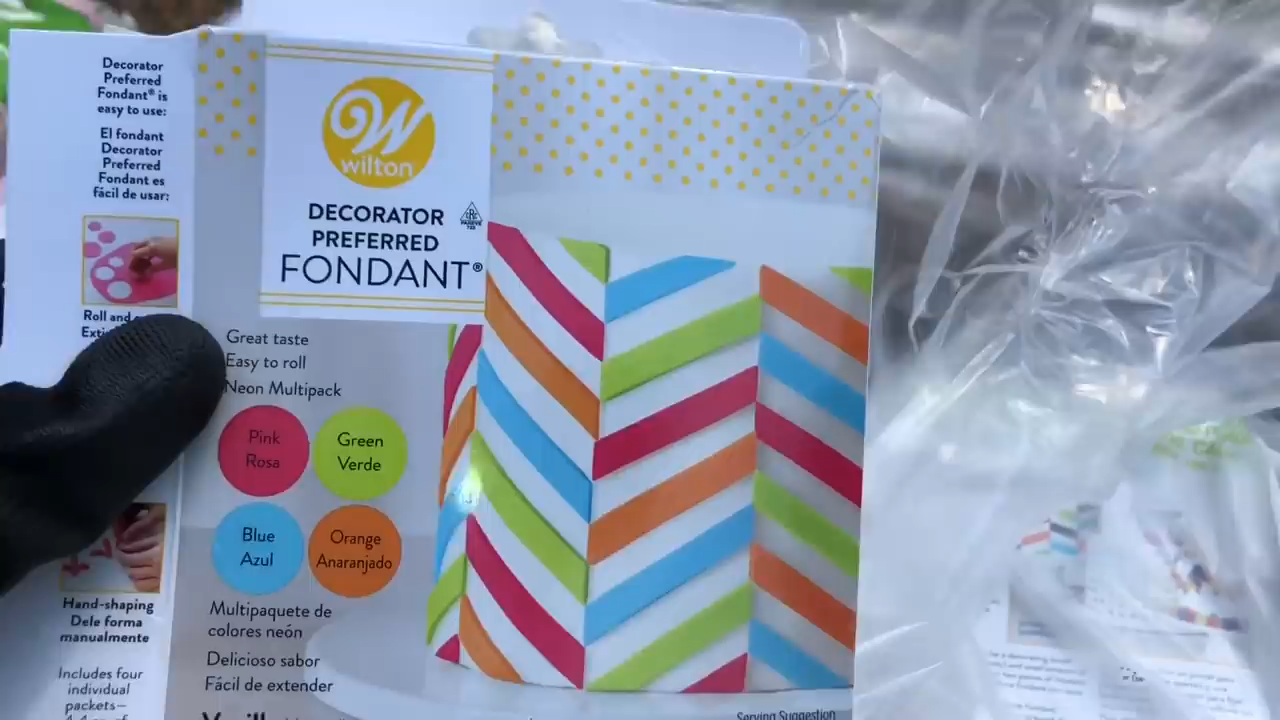 Decorator
Preferred
Fondant® is
easy to use:
El fondant
Decorator
Preferred
Fondant es
fácil de usar:
Roll and
Hand-shaping
Dele forma
manualmente
Includes four
individual
packets—
wilton
DECORATOR
PREFERRED
FONDANT®
Great taste
Easy to roll
Neon Multipack
Pink
Rosa
Green
Verde
Blue
Azul
Orange
Anaranjado
Multipaquete de
colores neón
Delicioso sabor
Fácil de extender
Serving Suggestion